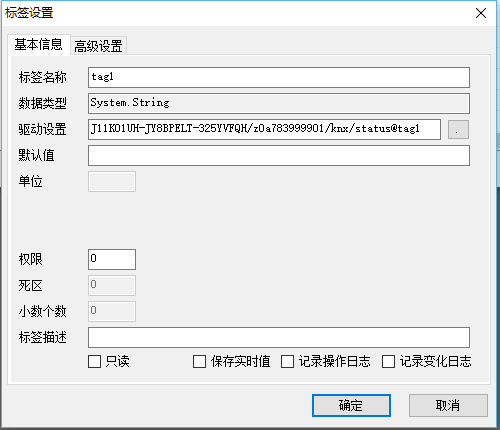 标签设置
基本信息 高级设置
标签名称 tag1
数据类型 System.String
驱动设置 J11KO1UH-JY8BPELT-325YVFQH/z0a783999901/knx/status@tag1 .
默认值
单位
权限 0
死区 0
小数个数 0
标签描述
只读 保存实时值 记录操作日志 记录变化日志
确定 取消